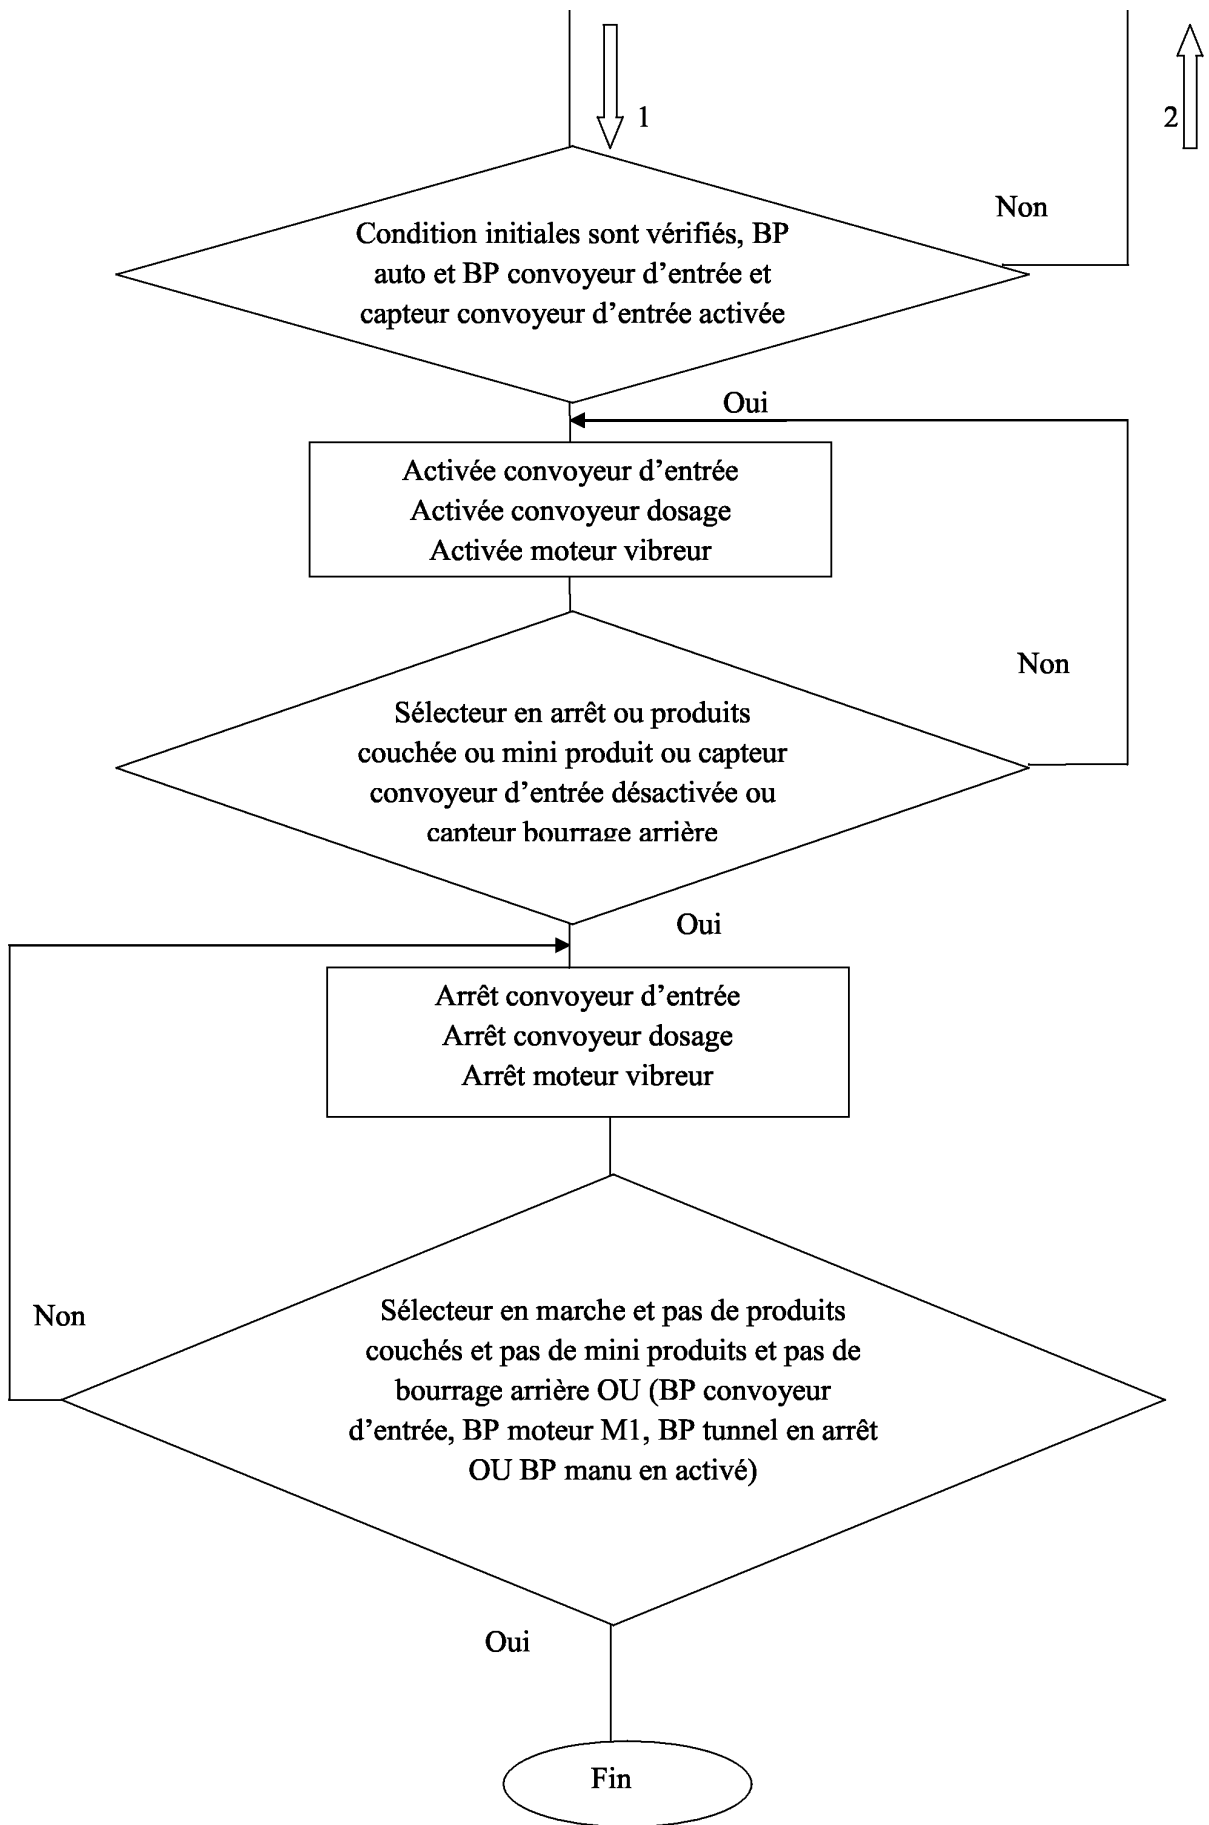 1
2
Non
Condition initiales sont vérifiés, BP
auto et BP convoyeur d'entrée et
capteur convoyeur d'entrée activée
Oui
Activée convoyeur d'entrée
Activée convoyeur dosage
Activée moteur vibreur
Non
Sélecteur en arrêt ou produits
couchée ou mini produit ou capteur
convoyeur d'entrée désactivée ou
capteur bourrage arrière
Oui
Arrêt convoyeur d'entrée
Arrêt convoyeur dosage
Arrêt moteur vibreur
Non
Sélecteur en marche et pas de produits
couchés et pas de mini produits et pas de
bourrage arrière OU (BP convoyeur
d'entrée, BP moteur M1, BP tunnel en arrêt
OU BP manu en activé)
Oui
Fin